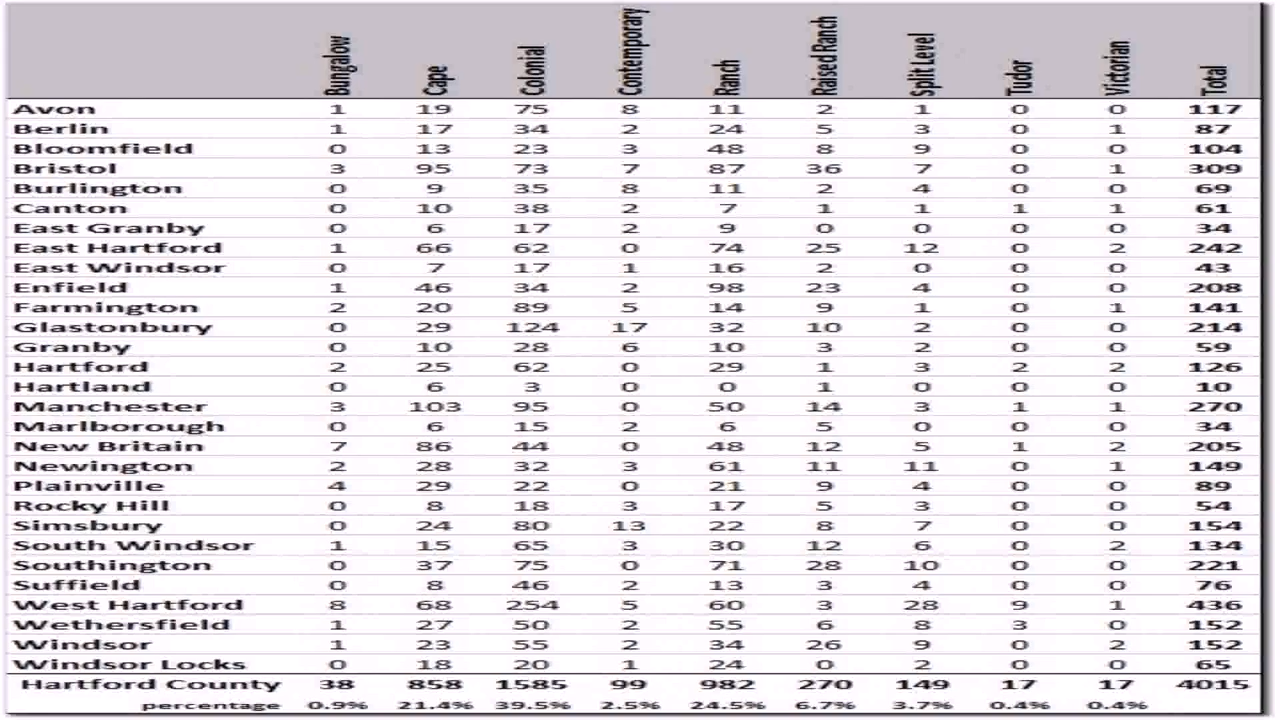 Bungalow Cape Colonial Contemporary Ranch Raised Ranch Split Level Tudor Victorian Total
Avon 1 19 75 8 11 2 1 0 0 117
Berlin 1 17 34 2 24 5 3 0 1 87
Bloomfield 0 13 23 3 48 8 9 0 0 104
Bristol 3 95 73 7 87 36 7 0 1 309
Burlington 0 9 35 8 11 2 4 0 0 69
Canton 0 10 38 2 7 1 1 1 1 61
East Granby 0 6 17 2 9 0 0 0 0 34
East Hartford 1 66 62 0 74 25 12 0 2 242
East Windsor 0 7 17 1 16 2 0 0 0 43
Enfield 1 46 34 2 98 23 4 0 0 208
Farmington 2 20 89 5 14 9 1 0 1 141
Glastonbury 0 29 124 17 32 10 2 0 0 214
Granby 0 10 28 6 10 3 2 0 0 59
Hartford 2 25 62 0 29 1 3 2 2 126
Hartland 0 6 3 0 0 1 0 0 0 10
Manchester 3 103 95 0 50 14 3 1 1 270
Marlborough 0 6 15 2 6 5 0 0 0 34
New Britain 7 86 44 0 48 12 5 1 2 205
Newington 2 28 32 3 61 11 11 0 1 149
Plainville 4 29 22 0 21 9 4 0 0 89
Rocky Hill 0 8 18 3 17 5 3 0 0 54
Simsbury 0 24 80 13 22 8 7 0 0 154
South Windsor 1 15 65 3 30 12 6 0 2 134
Southington 0 37 75 0 71 28 10 0 0 221
Suffield 0 8 46 2 13 3 4 0 0 76
West Hartford 8 68 254 5 60 3 28 9 1 436
Wethersfield 1 27 50 2 55 6 8 3 0 152
Windsor 1 23 55 2 34 26 9 0 2 152
Windsor Locks 0 18 20 1 24 0 2 0 0 65
Hartford County 38 858 1585 99 982 270 149 17 17 4015
percentage 0.9% 21.4% 39.5% 2.5% 24.5% 6.7% 3.7% 0.4% 0.4%